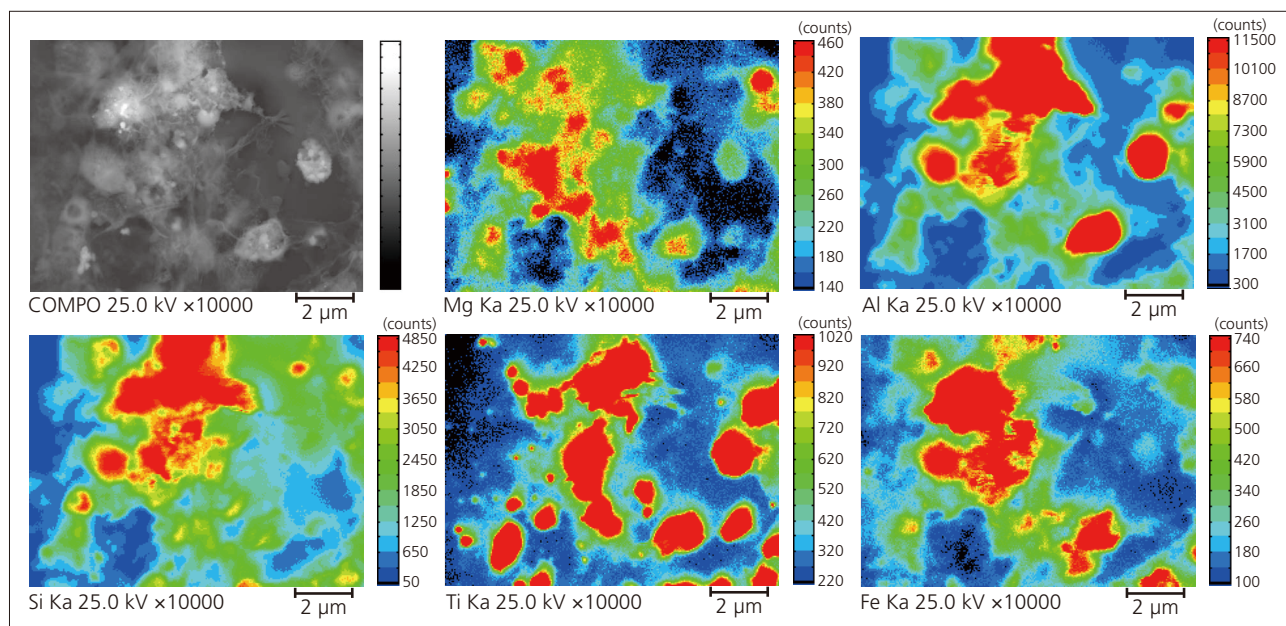 (counts)
460
420
380
340
300
260
220
180
140
(counts)
11500
10100
8700
7300
5900
4500
3100
1700
300
COMPO 25.0 kV ×10000
2 µm
Mg Ka 25.0 kV ×10000
2 µm
Al Ka 25.0 kV ×10000
2 µm
(counts)
4850
4250
3650
3050
2450
1850
1250
650
50
(counts)
1020
920
820
720
620
520
420
320
220
(counts)
740
660
580
500
420
340
260
180
100
Si Ka 25.0 kV ×10000
2 µm
Ti Ka 25.0 kV ×10000
2 µm
Fe Ka 25.0 kV ×10000
2 µm